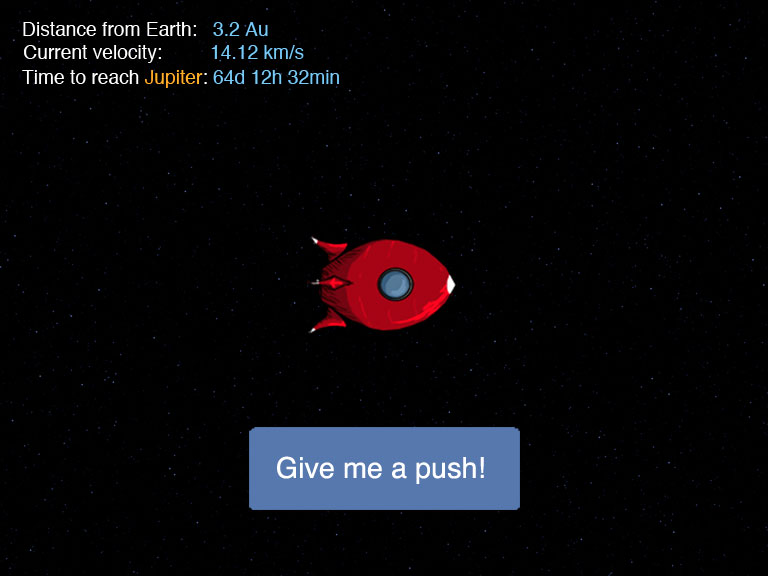 Distance from Earth: 3.2 Au
Current velocity: 14.12 km/s
Time to reach Jupiter: 64d 12h 32min
Give me a push!